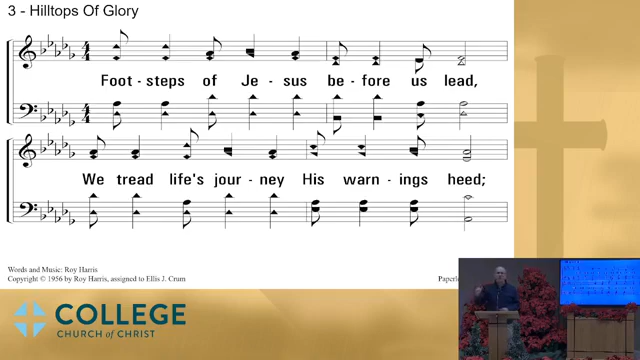 3 - Hilltops Of Glory
Foot - steps of Je - sus be - fore us lead,
We tread life's jour - ney His warn - ings heed;
Words and Music: Roy Harris
Copyright © 1956 by Roy Harris, assigned to Ellis J. Crum
COLLEGE
CHURCH of CHRIST